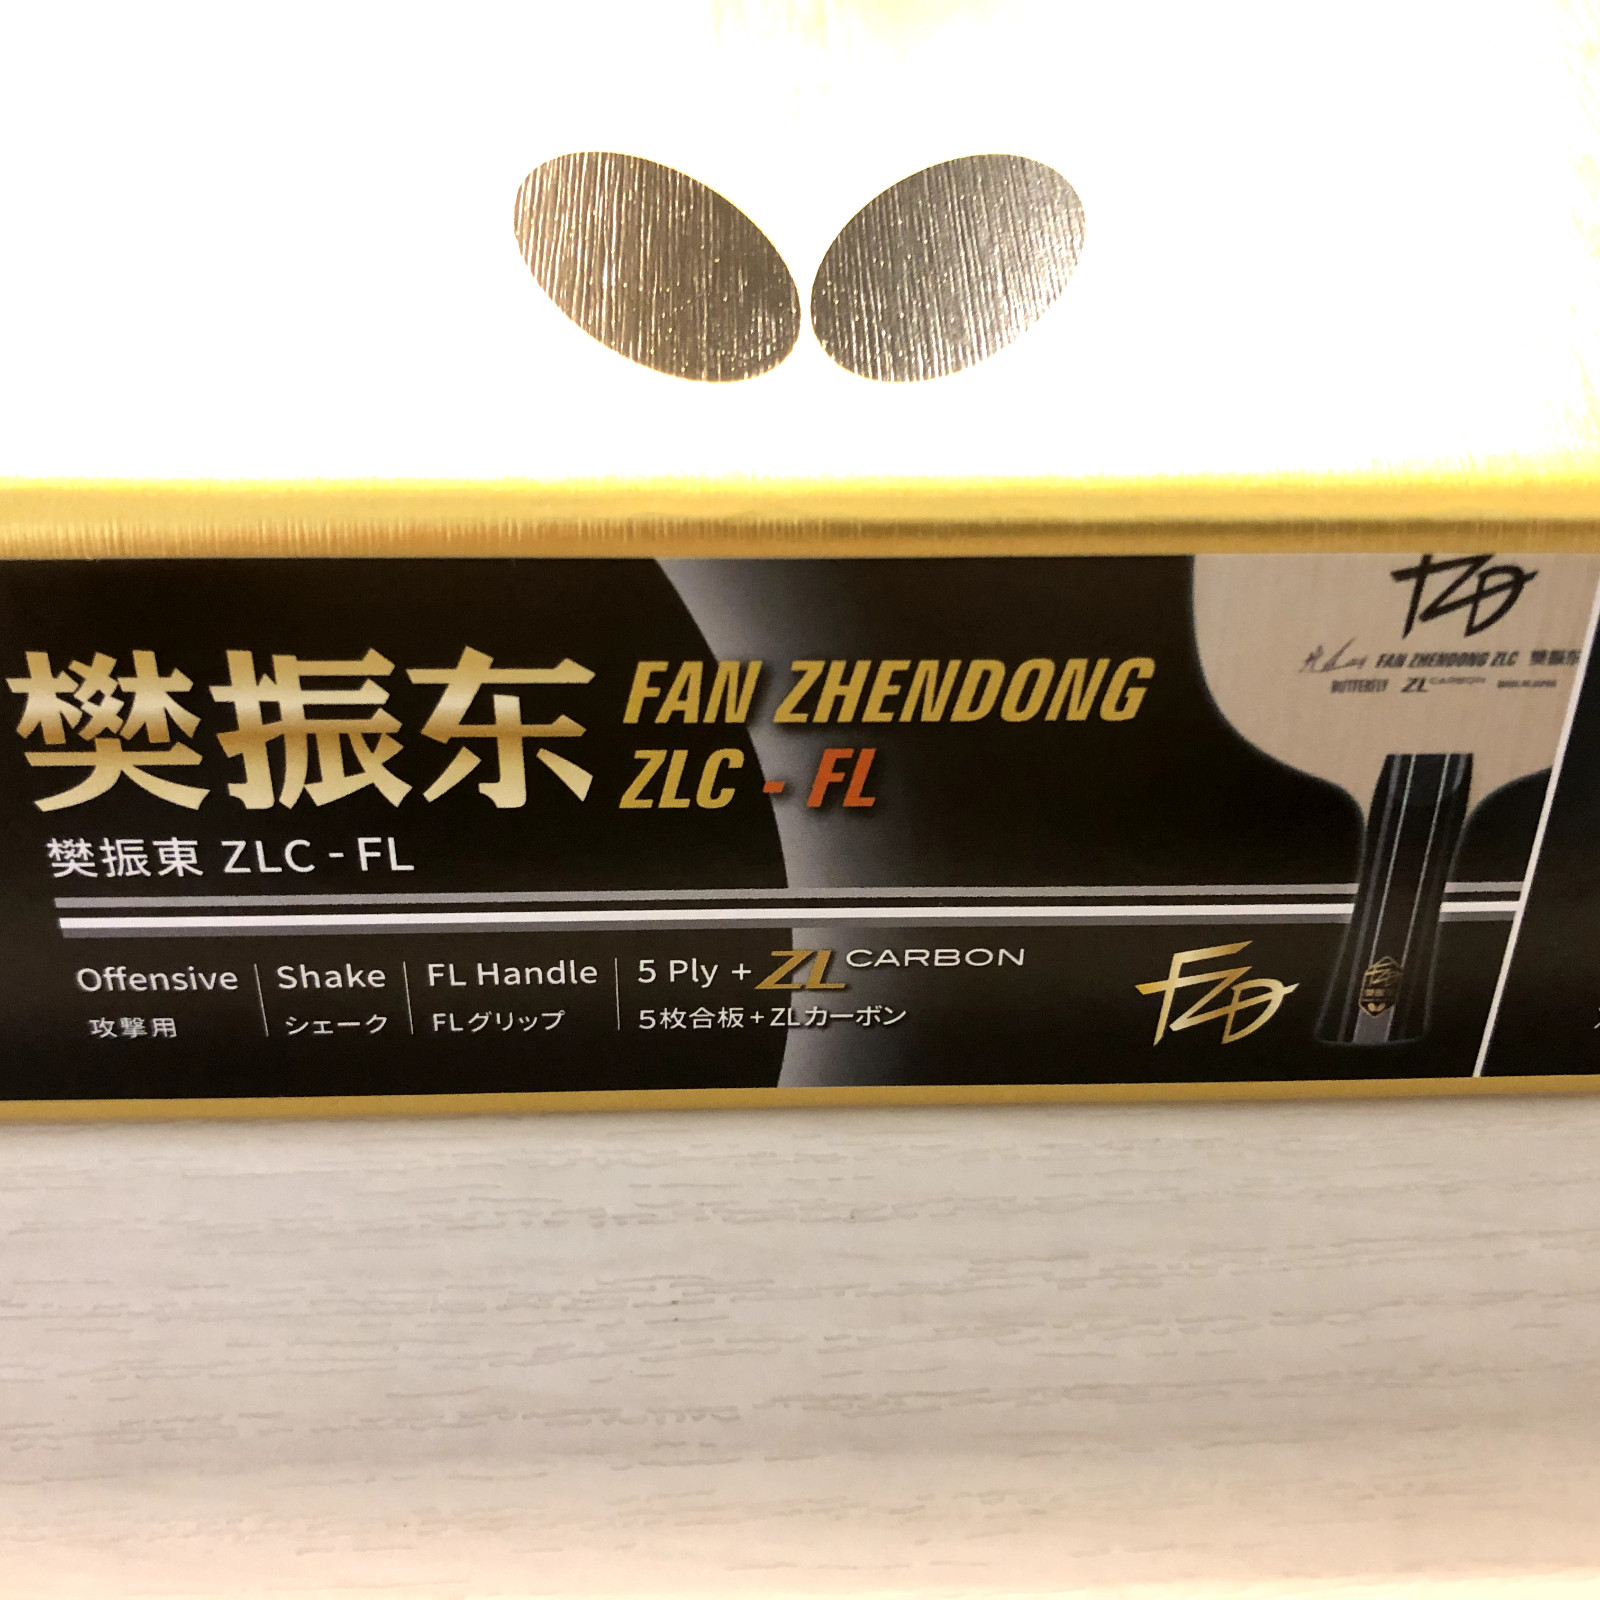 樊振东
FAN ZHENDONG
ZLC - FL
樊振東 ZLC - FL
Offensive
攻撃用
Shake
シェーク
FL Handle
FLグリップ
5 Ply + ZL CARBON
5枚合板+ZLカーボン
FZD
FZD
FAN ZHENDONG ZLC 樊振东
BUTTERFLY ZL CARBON